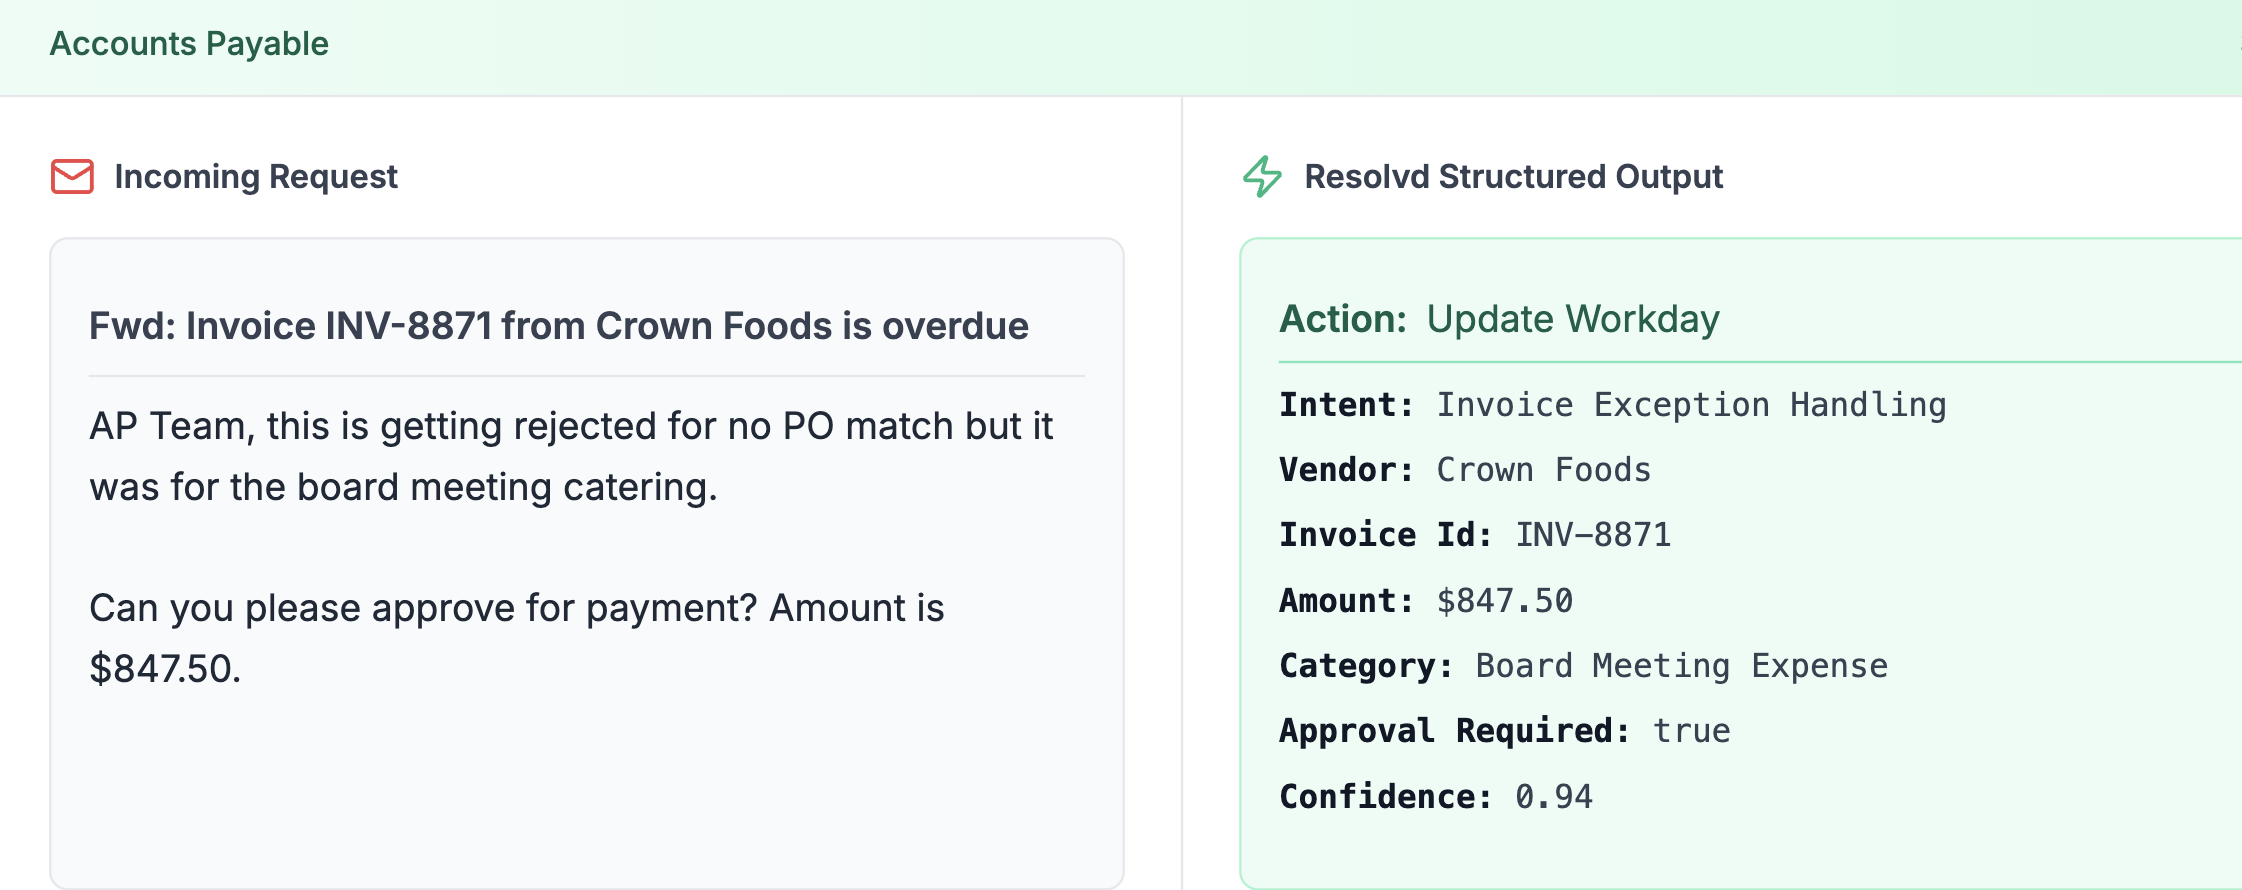 Accounts Payable
Incoming Request
Fwd: Invoice INV-8871 from Crown Foods is overdue
AP Team, this is getting rejected for no PO match but it
was for the board meeting catering.
Can you please approve for payment? Amount is
$847.50.
Resolvd Structured Output
Action: Update Workday
Intent: Invoice Exception Handling
Vendor: Crown Foods
Invoice Id: INV-8871
Amount: $847.50
Category: Board Meeting Expense
Approval Required: true
Confidence: 0.94